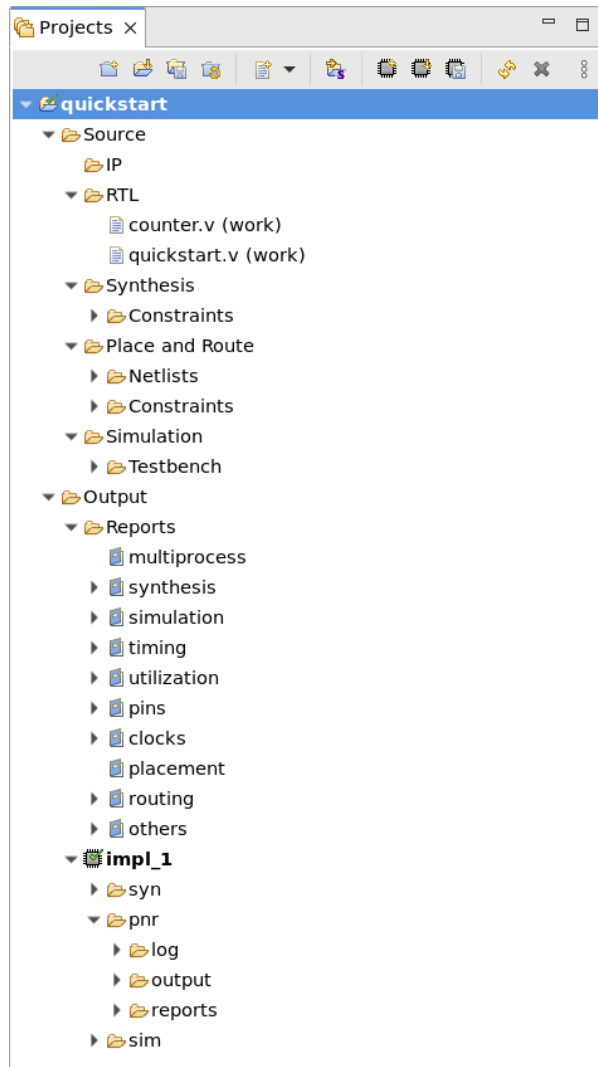 Projects
quickstart
Source
IP
RTL
counter.v (work)
quickstart.v (work)
Synthesis
Constraints
Place and Route
Netlists
Constraints
Simulation
Testbench
Output
Reports
multiprocess
synthesis
simulation
timing
utilization
pins
clocks
placement
routing
others
impl_1
syn
pnr
log
output
reports
sim